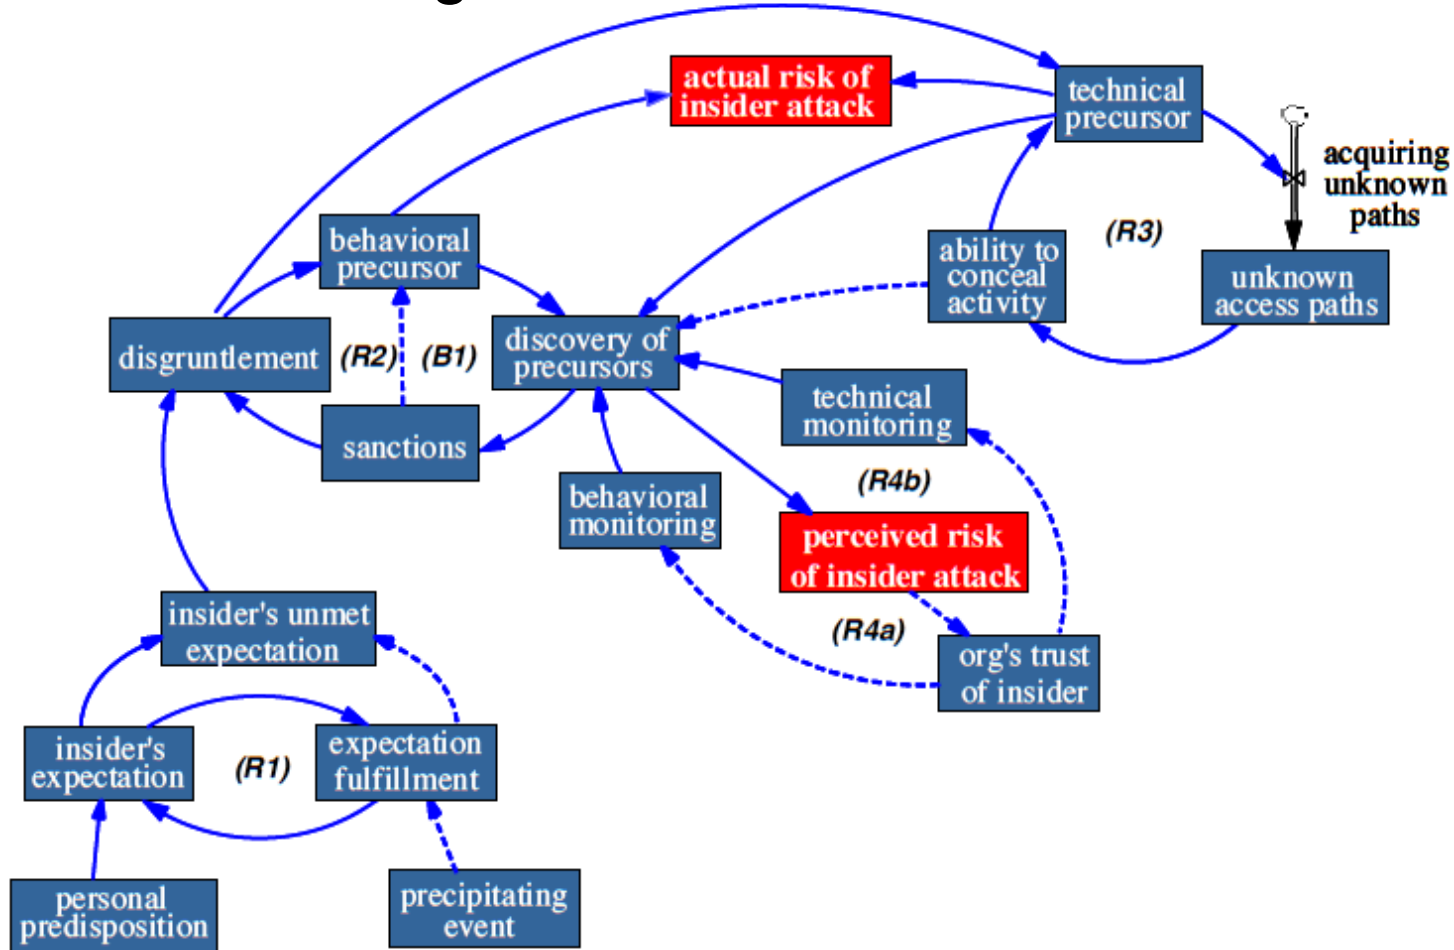 actual risk of
insider attack
technical
precursor
acquiring
unknown
paths
behavioral
precursor
(R3)
ability to
conceal
activity
unknown
access paths
disgruntlement
(R2)
(B1)
discovery of
precursors
sanctions
technical
monitoring
behavioral
monitoring
(R4b)
perceived risk
of insider attack
(R4a)
org's trust
of insider
insider's unmet
expectation
insider's
expectation
(R1)
expectation
fulfillment
personal
predisposition
precipitating
event